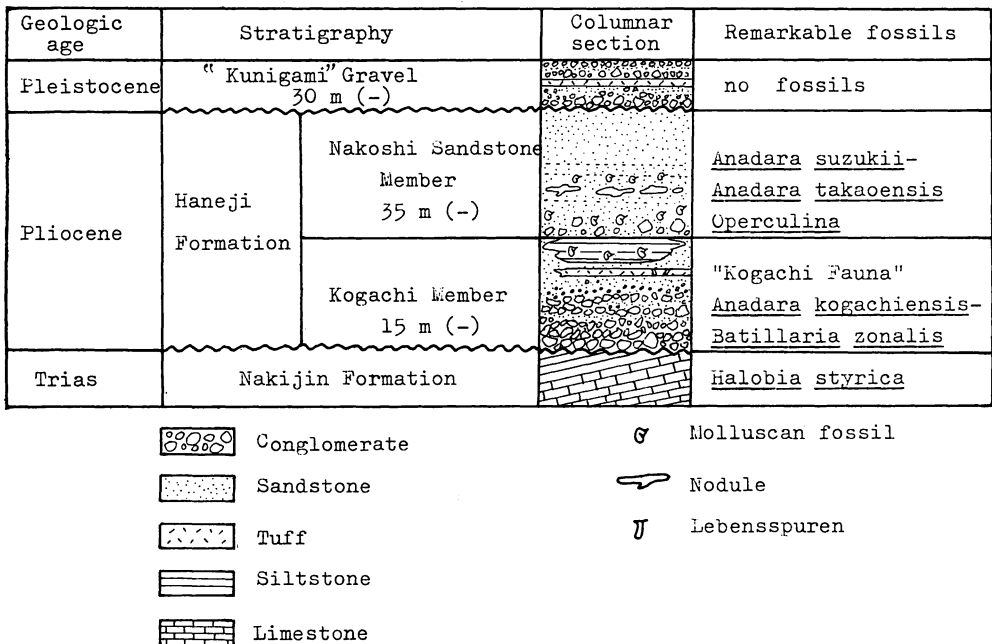 Geologic age
Stratigraphy
Columnar section
Remarkable fossils
Pleistocene
"Kunigami" Gravel
30 m (-)
no fossils
Pliocene
Haneji
Formation
Nakoshi Sandstone
Member
35 m (-)
Anadara suzukii-
Anadara takaoensis
Operculina
Kogachi Member
15 m (-)
"Kogachi Fauna"
Anadara kogachiensis-
Batillaria zonalis
Trias
Nakijin Formation
Halobia styrica
Conglomerate
Sandstone
Tuff
Siltstone
Limestone
Molluscan fossil
Nodule
Lebensspuren